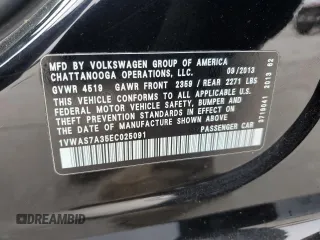 MFD BY VOLKSWAGEN GROUP OF AMERICA
CHATTANOOGA OPERATIONS, LLC. 09/2013
GVWR 4519 GAWR FRONT 2359 / REAR 2271 LBS
THIS VEHICLE CONFORMS TO ALL APPLICABLE
FEDERAL MOTOR VEHICLE SAFETY, BUMPER AND
THEFT PREVENTION STANDARDS IN EFFECT ON THE
DATE OF MANUFACTURE SHOWN ABOVE.
1VWAS7A35EC025091 PASSENGER CAR
DREAMBID